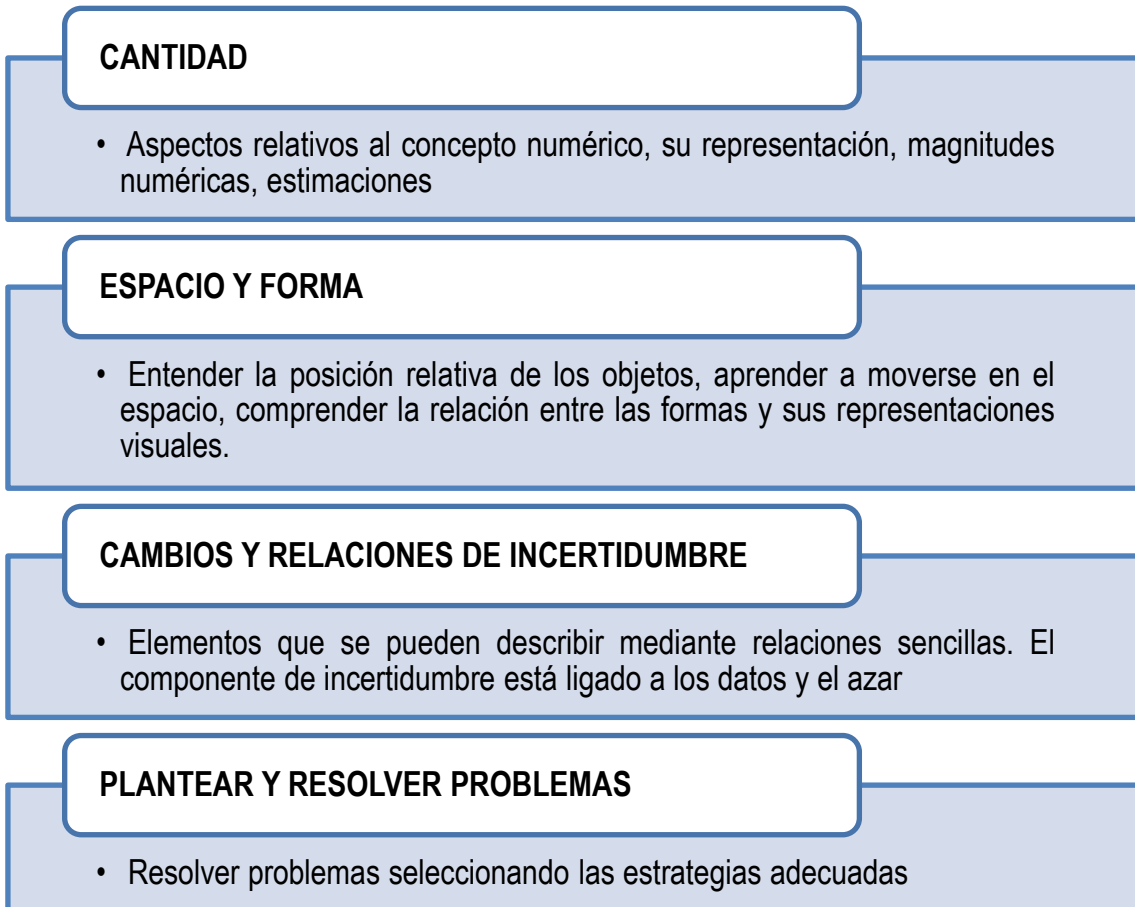 CANTIDAD
• Aspectos relativos al concepto numérico, su representación, magnitudes
numéricas, estimaciones
ESPACIO Y FORMA
• Entender la posición relativa de los objetos, aprender a moverse en el
espacio, comprender la relación entre las formas y sus representaciones
visuales.
CAMBIOS Y RELACIONES DE INCERTIDUMBRE
• Elementos que se pueden describir mediante relaciones sencillas. El
componente de incertidumbre está ligado a los datos y el azar
PLANTEAR Y RESOLVER PROBLEMAS
• Resolver problemas seleccionando las estrategias adecuadas